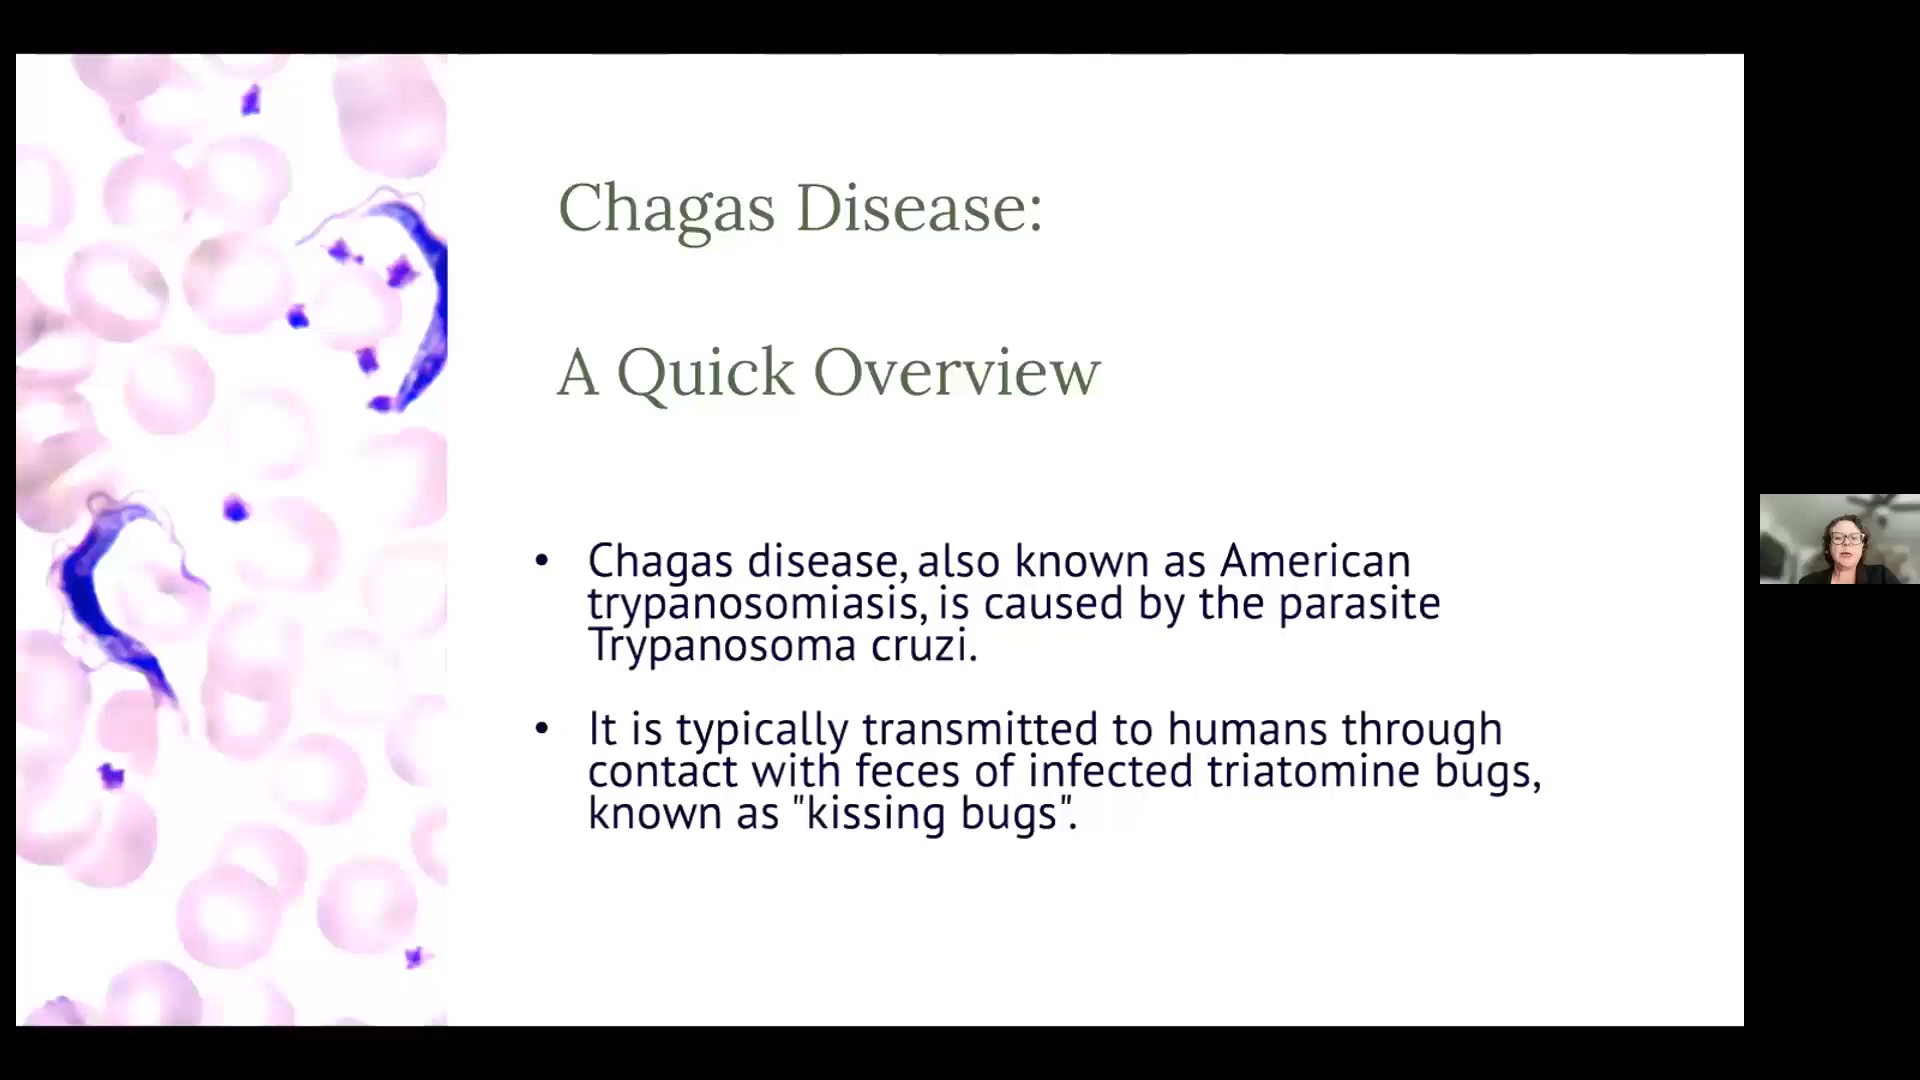 Chagas Disease:
A Quick Overview
• Chagas disease, also known as American
trypanosomiasis, is caused by the parasite
Trypanosoma cruzi.
• It is typically transmitted to humans through
contact with feces of infected triatomine bugs,
known as "kissing bugs".